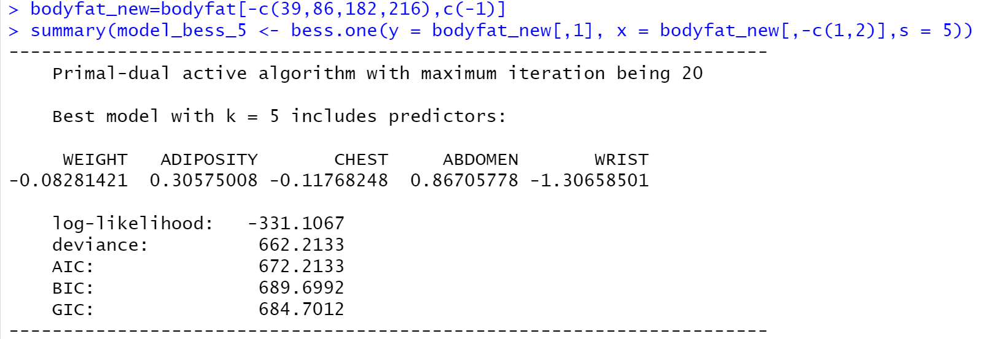 > bodyfat_new=bodyfat[-c(39,86,182,216),c(-1)]
> summary(model_bess_5 <- bess.one(y = bodyfat_new[,1], x = bodyfat_new[,-c(1,2)],s = 5))
-----------------------------------------------------------------------
    Primal-dual active algorithm with maximum iteration being 20
    Best model with k = 5 includes predictors:
     WEIGHT   ADIPOSITY       CHEST     ABDOMEN       WRIST
-0.08281421  0.30575008 -0.11768248  0.86705778 -1.30658501
    log-likelihood:   -331.1067
    deviance:          662.2133
    AIC:               672.2133
    BIC:               689.6992
    GIC:               684.7012
-----------------------------------------------------------------------